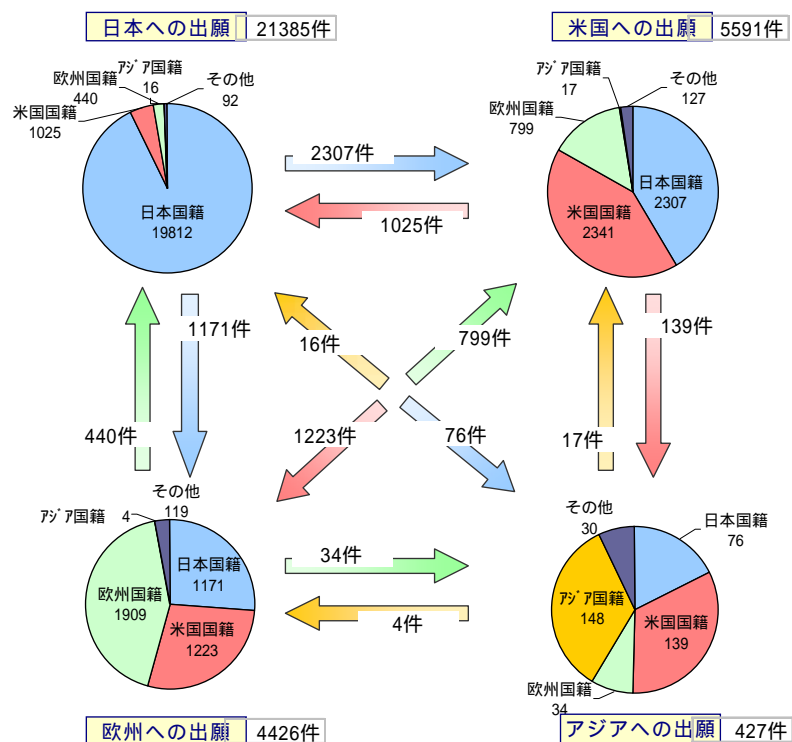 日本への出願 21385件
米国への出願 5591件
アジア国籍
16
欧州国籍
440
その他
92
米国国籍
1025
日本国籍
19812
アジア国籍
17
その他
127
欧州国籍
799
日本国籍
2307
米国国籍
2341
2307件
1025件
1171件
440件
16件
799件
1223件
76件
139件
17件
34件
4件
その他
119
アジア国籍 4
日本国籍
1171
欧州国籍
1909
米国国籍
1223
その他
30
日本国籍
76
アジア国籍
148
米国国籍
139
欧州国籍
34
欧州への出願 4426件
アジアへの出願 427件